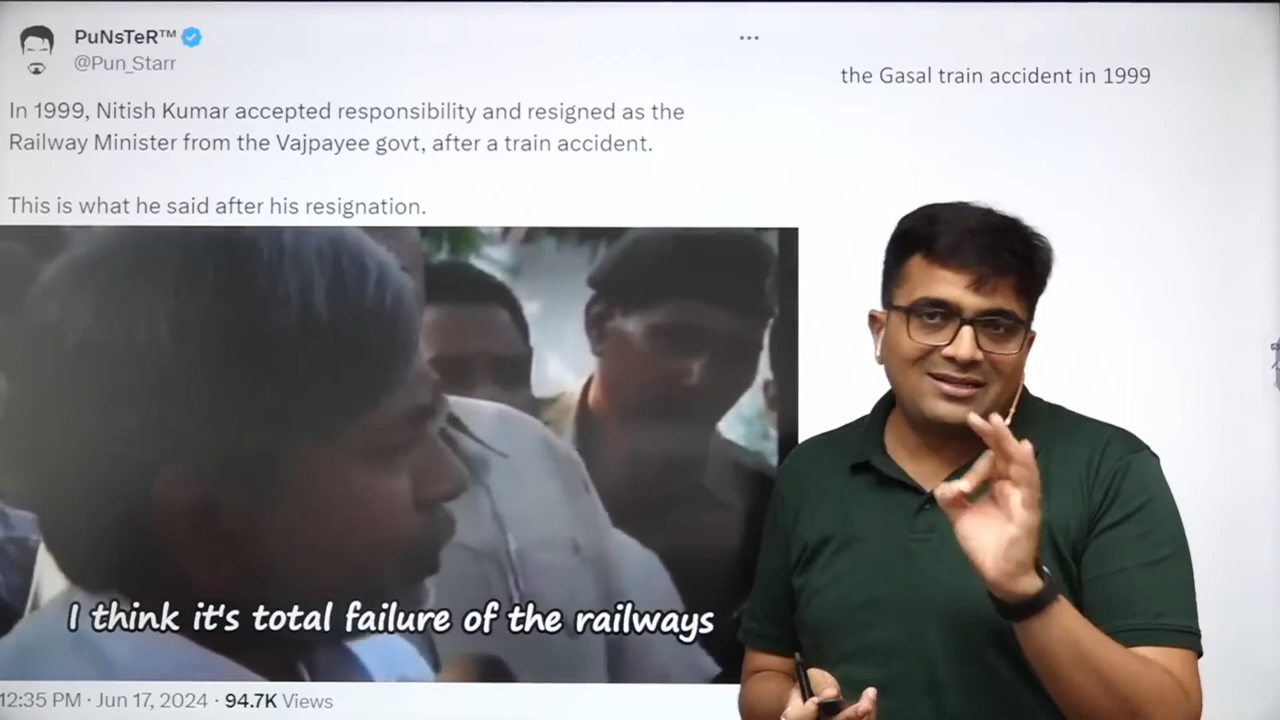 PuNsTeR™
@Pun_Starr
the Gasal train accident in 1999
In 1999, Nitish Kumar accepted responsibility and resigned as the
Railway Minister from the Vajpayee govt, after a train accident.
This is what he said after his resignation.
I think it's total failure of the railways
12:35 PM · Jun 17, 2024 · 94.7K Views